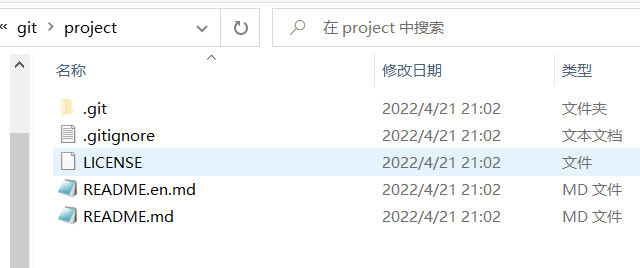 « git > project
在 project 中搜索
名称 修改日期 类型
.git 2022/4/21 21:02 文件夹
.gitignore 2022/4/21 21:02 文本文档
LICENSE 2022/4/21 21:02 文件
README.en.md 2022/4/21 21:02 MD 文件
README.md 2022/4/21 21:02 MD 文件